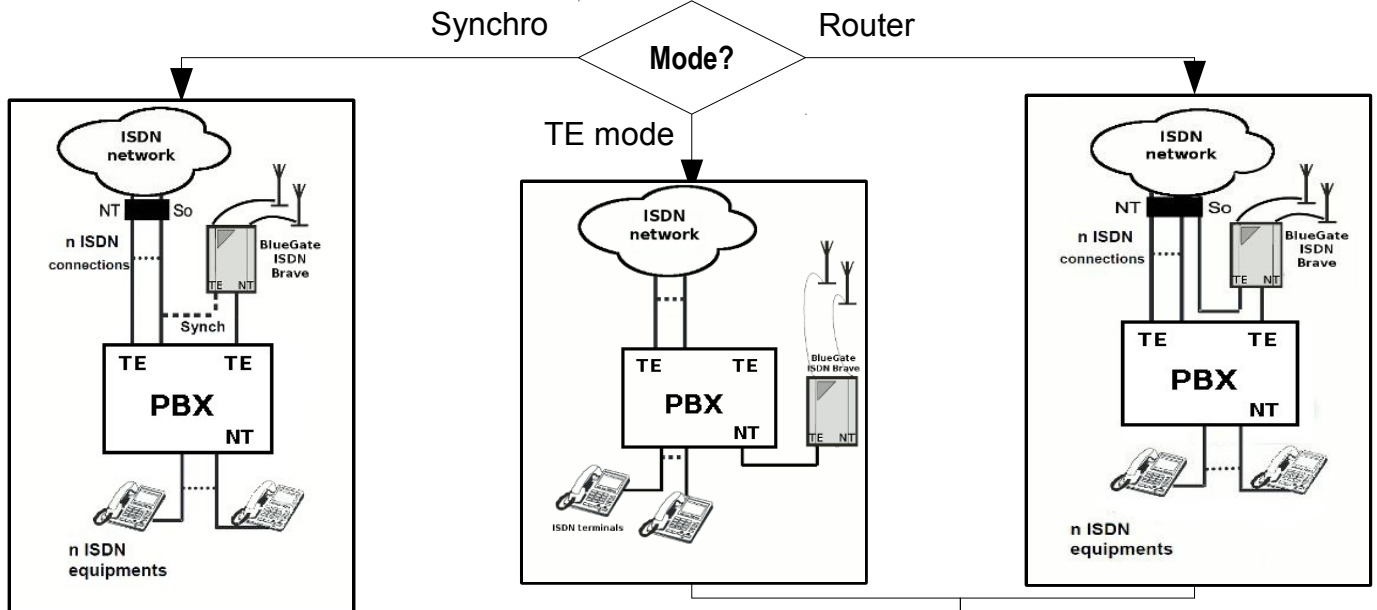 Synchro
Mode?
Router
TE mode
ISDN
network
NT
So
n ISDN
connections
BlueGate
ISDN
Brave
TE NT
Synch
TE
TE
PBX
NT
n ISDN
equipments
ISDN
network
BlueGate
ISDN Brave
TE
TE
PBX
NT
TE NT
ISDN terminals
ISDN
network
NT
So
n ISDN
connections
BlueGate
ISDN
Brave
TE NT
TE
TE
PBX
NT
n ISDN
equipments